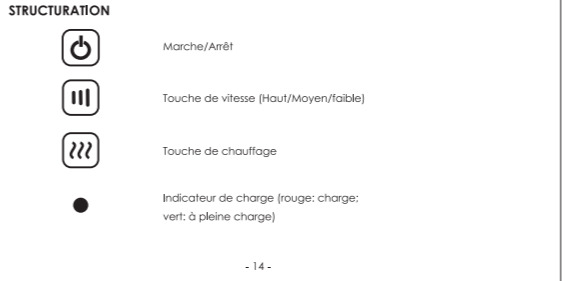 STRUCTURATION
Marche/Arrêt
Touche de vitesse (Haut/Moyen/faible)
Touche de chauffage
Indicateur de charge (rouge: charge;
vert: à pleine charge)
- 14 -